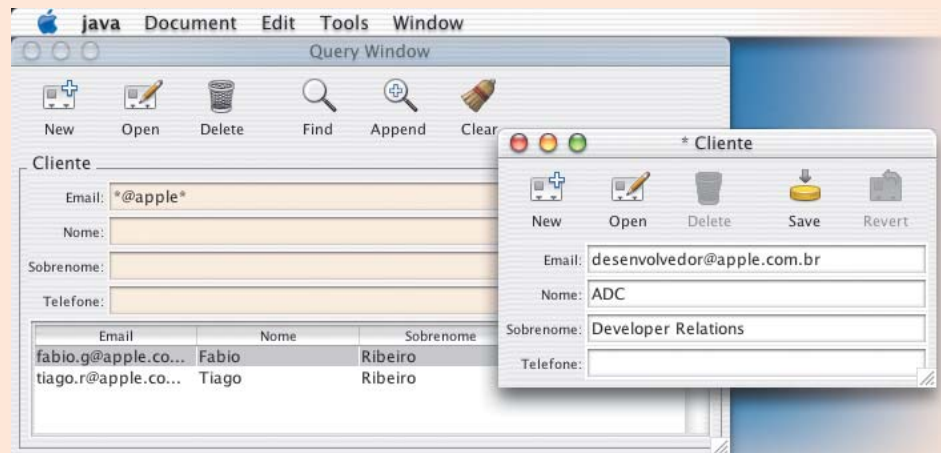 java Document Edit Tools Window
Query Window
New Open Delete Find Append Clear
Cliente
Email: *@apple*
Nome:
Sobrenome:
Telefone:
Email Nome Sobrenome
fabio.g@apple.co... Fabio Ribeiro
tiago.r@apple.co... Tiago Ribeiro
* Cliente
New Open Delete Save Revert
Email: desenvolvedor@apple.com.br
Nome: ADC
Sobrenome: Developer Relations
Telefone: